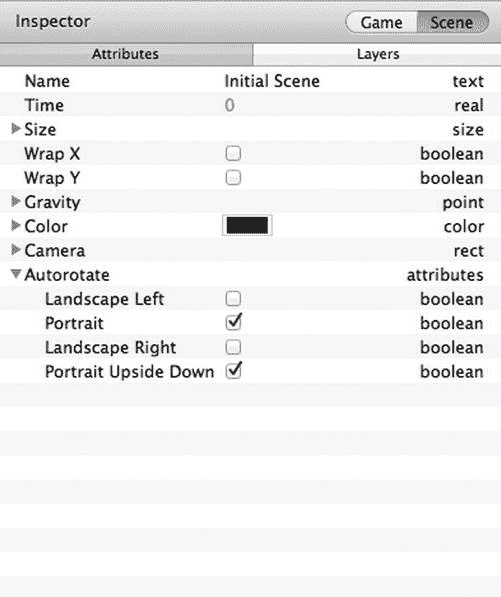 Inspector Game Scene
Attributes Layers
Name Initial Scene text
Time 0 real
Size size
Wrap X boolean
Wrap Y boolean
Gravity point
Color color
Camera rect
Autorotate attributes
Landscape Left boolean
Portrait boolean
Landscape Right boolean
Portrait Upside Down boolean